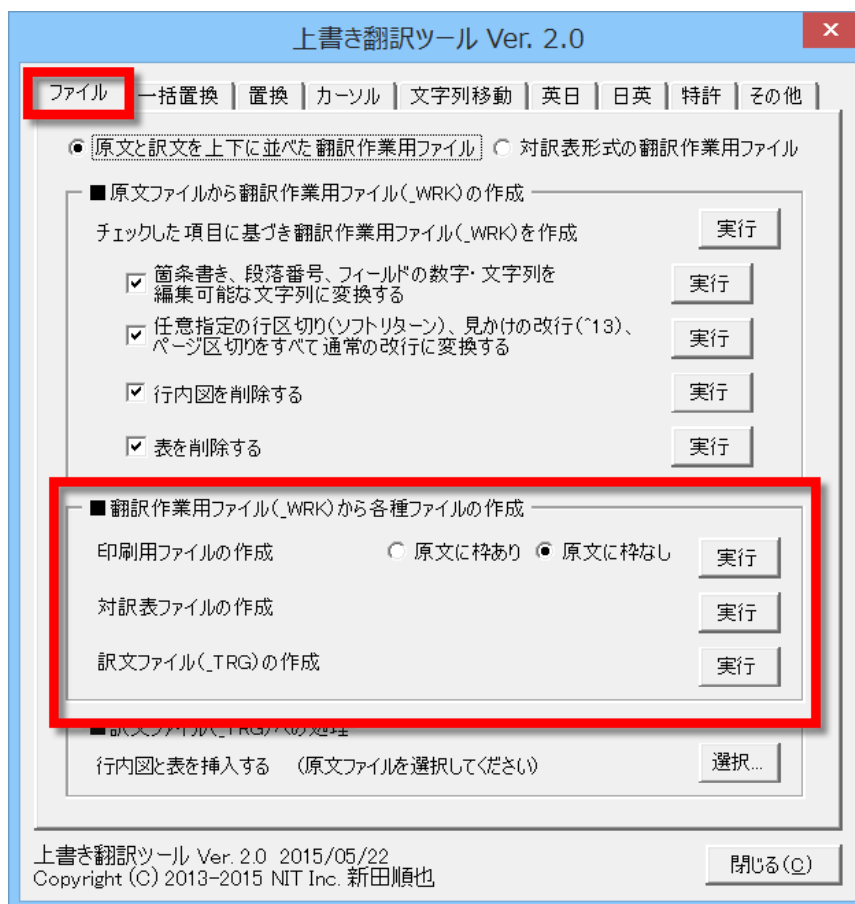 上書き翻訳ツール Ver. 2.0
ファイル 一括置換 置換 カーソル 文字列移動 英日 日英 特許 その他
原文と訳文を上下に並べた翻訳作業用ファイル 対訳表形式の翻訳作業用ファイル
■原文ファイルから翻訳作業用ファイル(_WRK)の作成
チェックした項目に基づき翻訳作業用ファイル(_WRK)を作成 実行
箇条書き、段落番号、フィールドの数字・文字列を
編集可能な文字列に変換する 実行
任意指定の行区切り(ソフトリターン)、見かけの改行(^13)、
ページ区切りをすべて通常の改行に変換する 実行
行内図を削除する 実行
表を削除する 実行
■翻訳作業用ファイル(_WRK)から各種ファイルの作成
印刷用ファイルの作成 原文に枠あり 原文に枠なし 実行
対訳表ファイルの作成 実行
訳文ファイル(_TRG)の作成 実行
■訳文ファイル(_TRG)への処理
行内図と表を挿入する (原文ファイルを選択してください) 選択...
上書き翻訳ツール Ver. 2.0 2015/05/22
Copyright (C) 2013-2015 NIT Inc. 新田順也 閉じる(C)